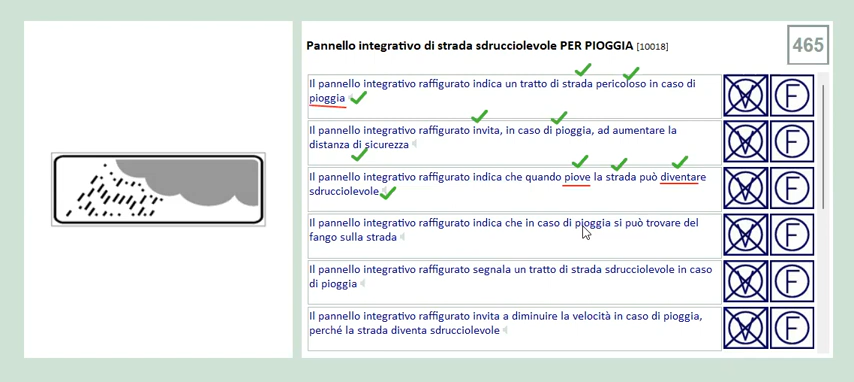 Pannello integrativo di strada sdrucciolevole PER PIOGGIA [10018]
465
Il pannello integrativo raffigurato indica un tratto di strada pericoloso in caso di
pioggia
V F
Il pannello integrativo raffigurato invita, in caso di pioggia, ad aumentare la
distanza di sicurezza
V F
Il pannello integrativo raffigurato indica che quando piove la strada può diventare
sdrucciolevole
V F
Il pannello integrativo raffigurato indica che in caso di pioggia si può trovare del
fango sulla strada
V F
Il pannello integrativo raffigurato segnala un tratto di strada sdrucciolevole in caso
di pioggia
V F
Il pannello integrativo raffigurato invita a diminuire la velocità in caso di pioggia,
perché la strada diventa sdrucciolevole
V F